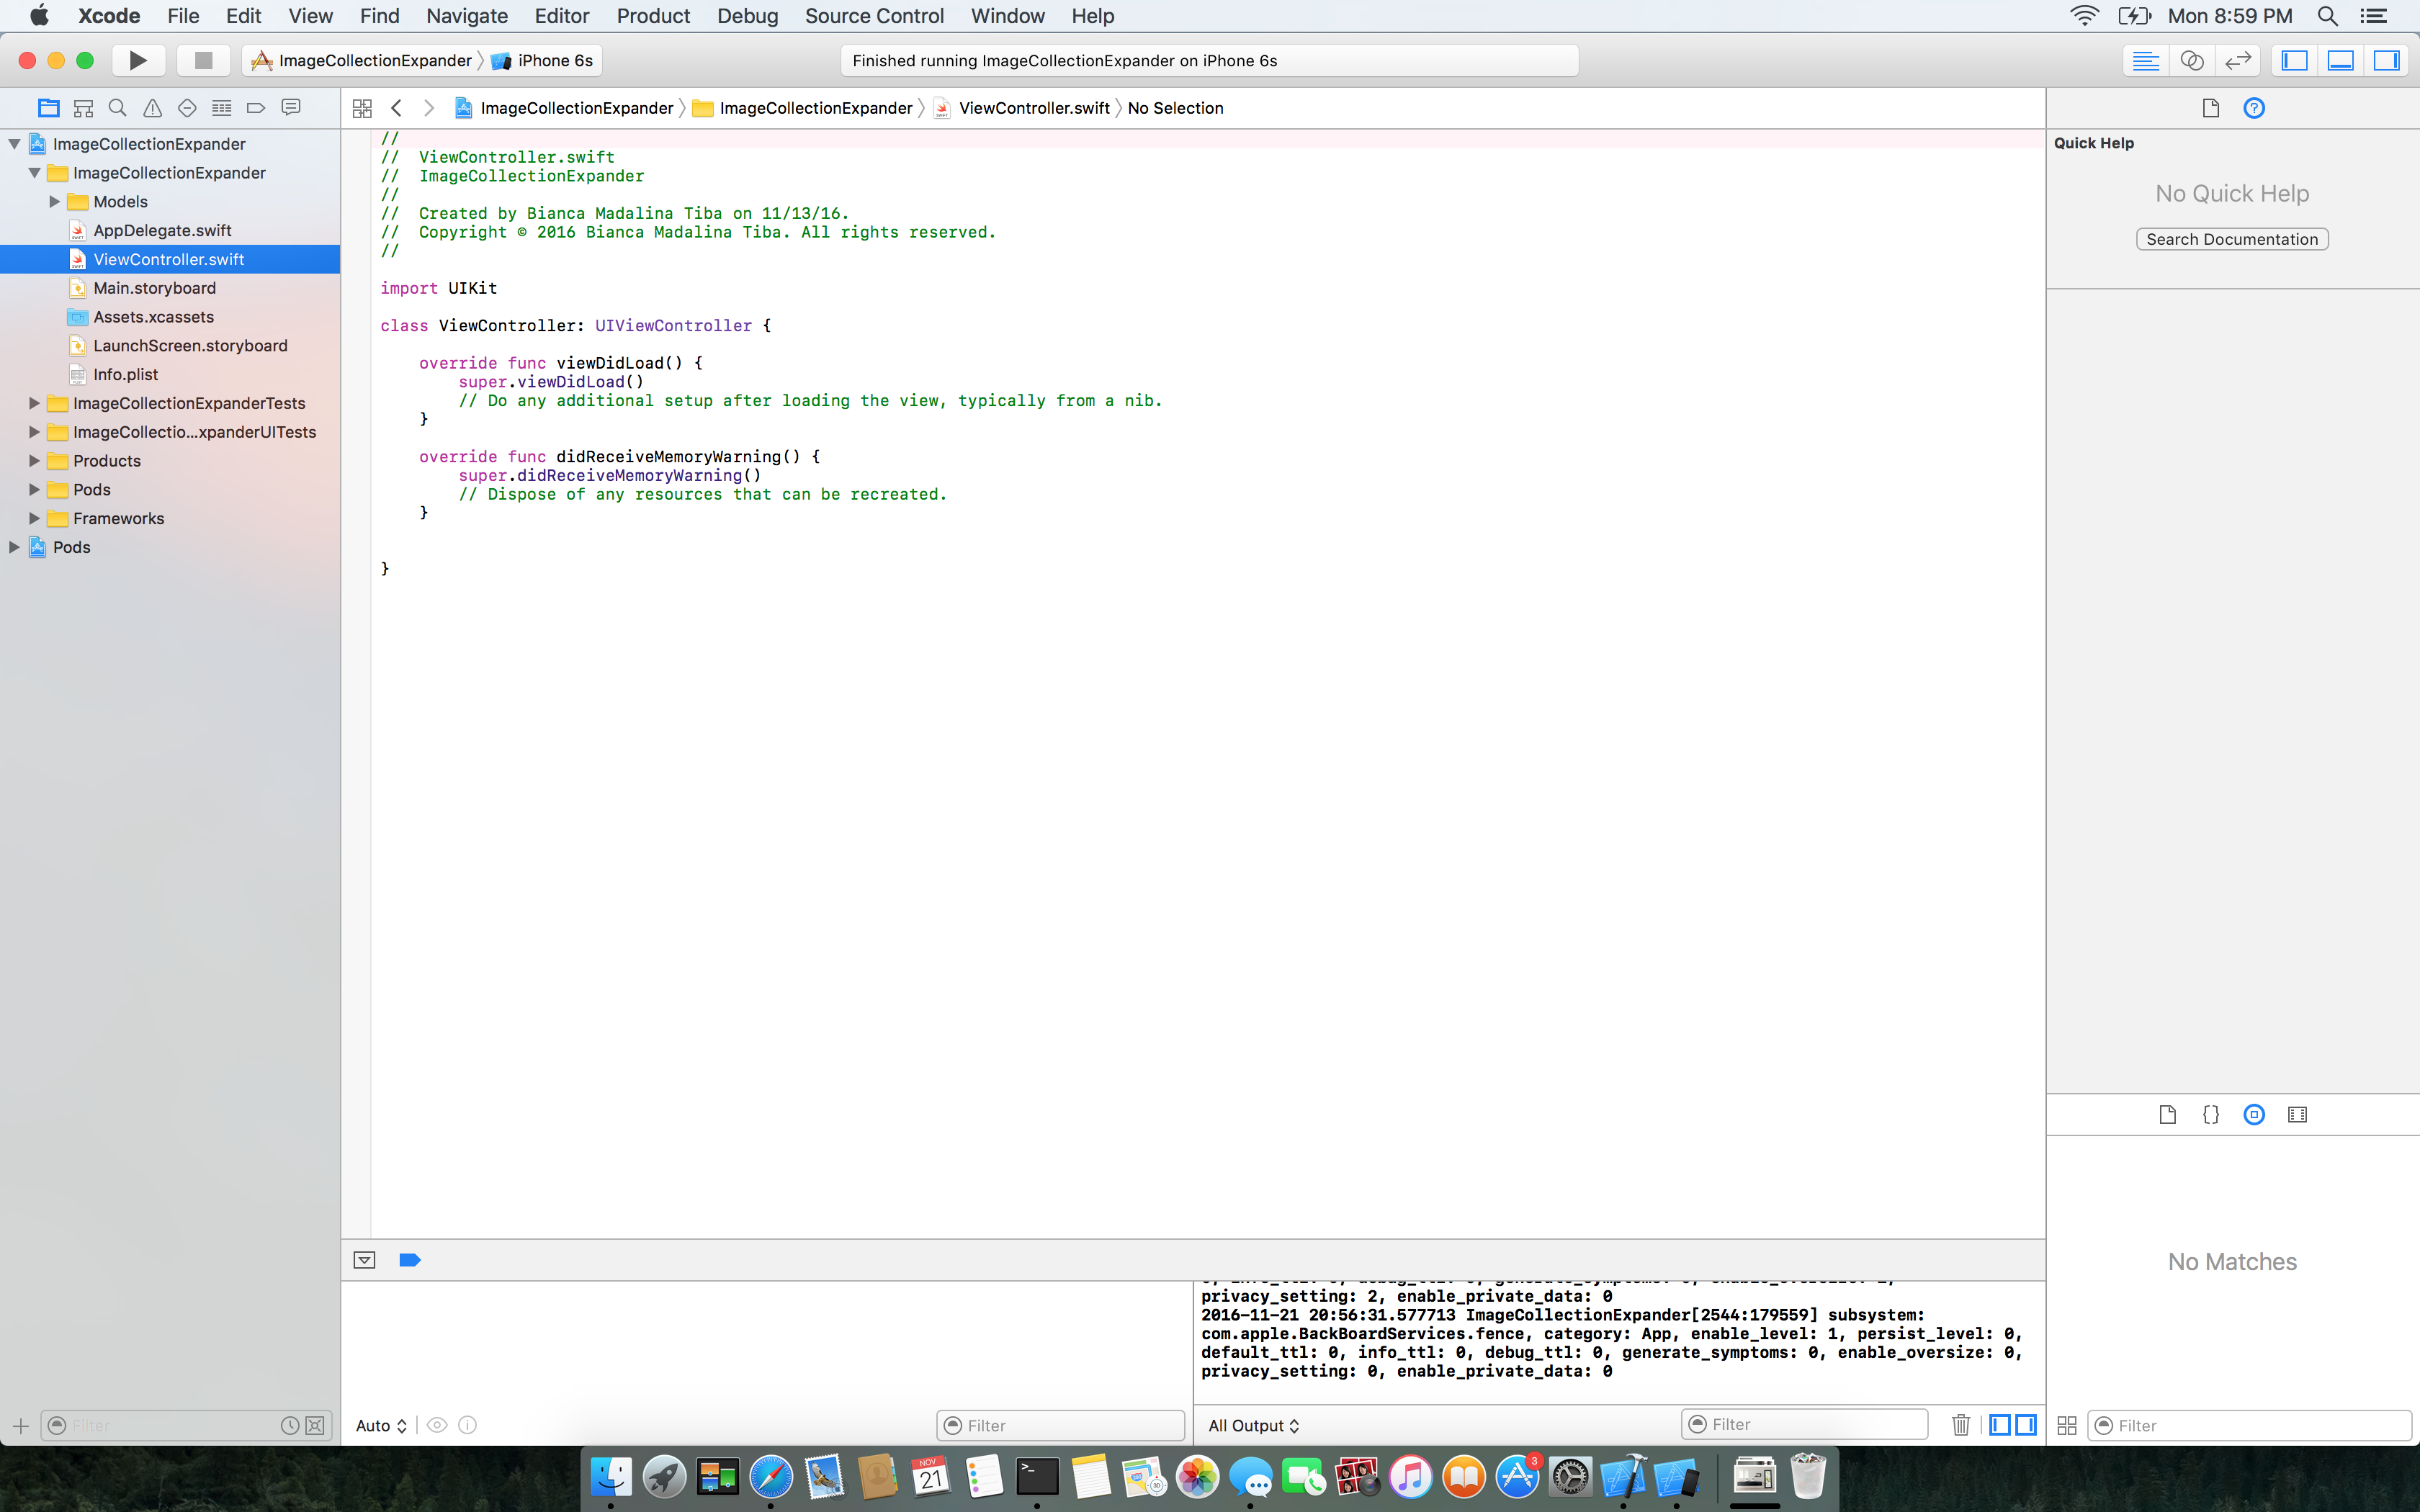 Xcode File Edit View Find Navigate Editor Product Debug Source Control Window Help Mon 8:59 PM
ImageCollectionExpander iPhone 6s Finished running ImageCollectionExpander on iPhone 6s
ImageCollectionExpander ImageCollectionExpander ViewController.swift No Selection
ImageCollectionExpander
ImageCollectionExpander
Models
AppDelegate.swift
ViewController.swift
Main.storyboard
Assets.xcassets
LaunchScreen.storyboard
Info.plist
ImageCollectionExpanderTests
ImageCollectio...xpanderUITests
Products
Pods
Frameworks
Pods
Filter
//
//  ViewController.swift
//  ImageCollectionExpander
//
//  Created by Bianca Madalina Tiba on 11/13/16.
//  Copyright © 2016 Bianca Madalina Tiba. All rights reserved.
//
import UIKit
class ViewController: UIViewController {
    override func viewDidLoad() {
        super.viewDidLoad()
        // Do any additional setup after loading the view, typically from a nib.
    }
    override func didReceiveMemoryWarning() {
        super.didReceiveMemoryWarning()
        // Dispose of any resources that can be recreated.
    }
}
Quick Help
No Quick Help
Search Documentation
No Matches
Filter
Auto
Filter
privacy_setting: 2, enable_private_data: 0
2016-11-21 20:56:31.577713 ImageCollectionExpander[2544:179559] subsystem:
com.apple.BackBoardServices.fence, category: App, enable_level: 1, persist_level: 0,
default_ttl: 0, info_ttl: 0, debug_ttl: 0, generate_symptoms: 0, enable_oversize: 0,
privacy_setting: 0, enable_private_data: 0
All Output
Filter
NOV
21
3